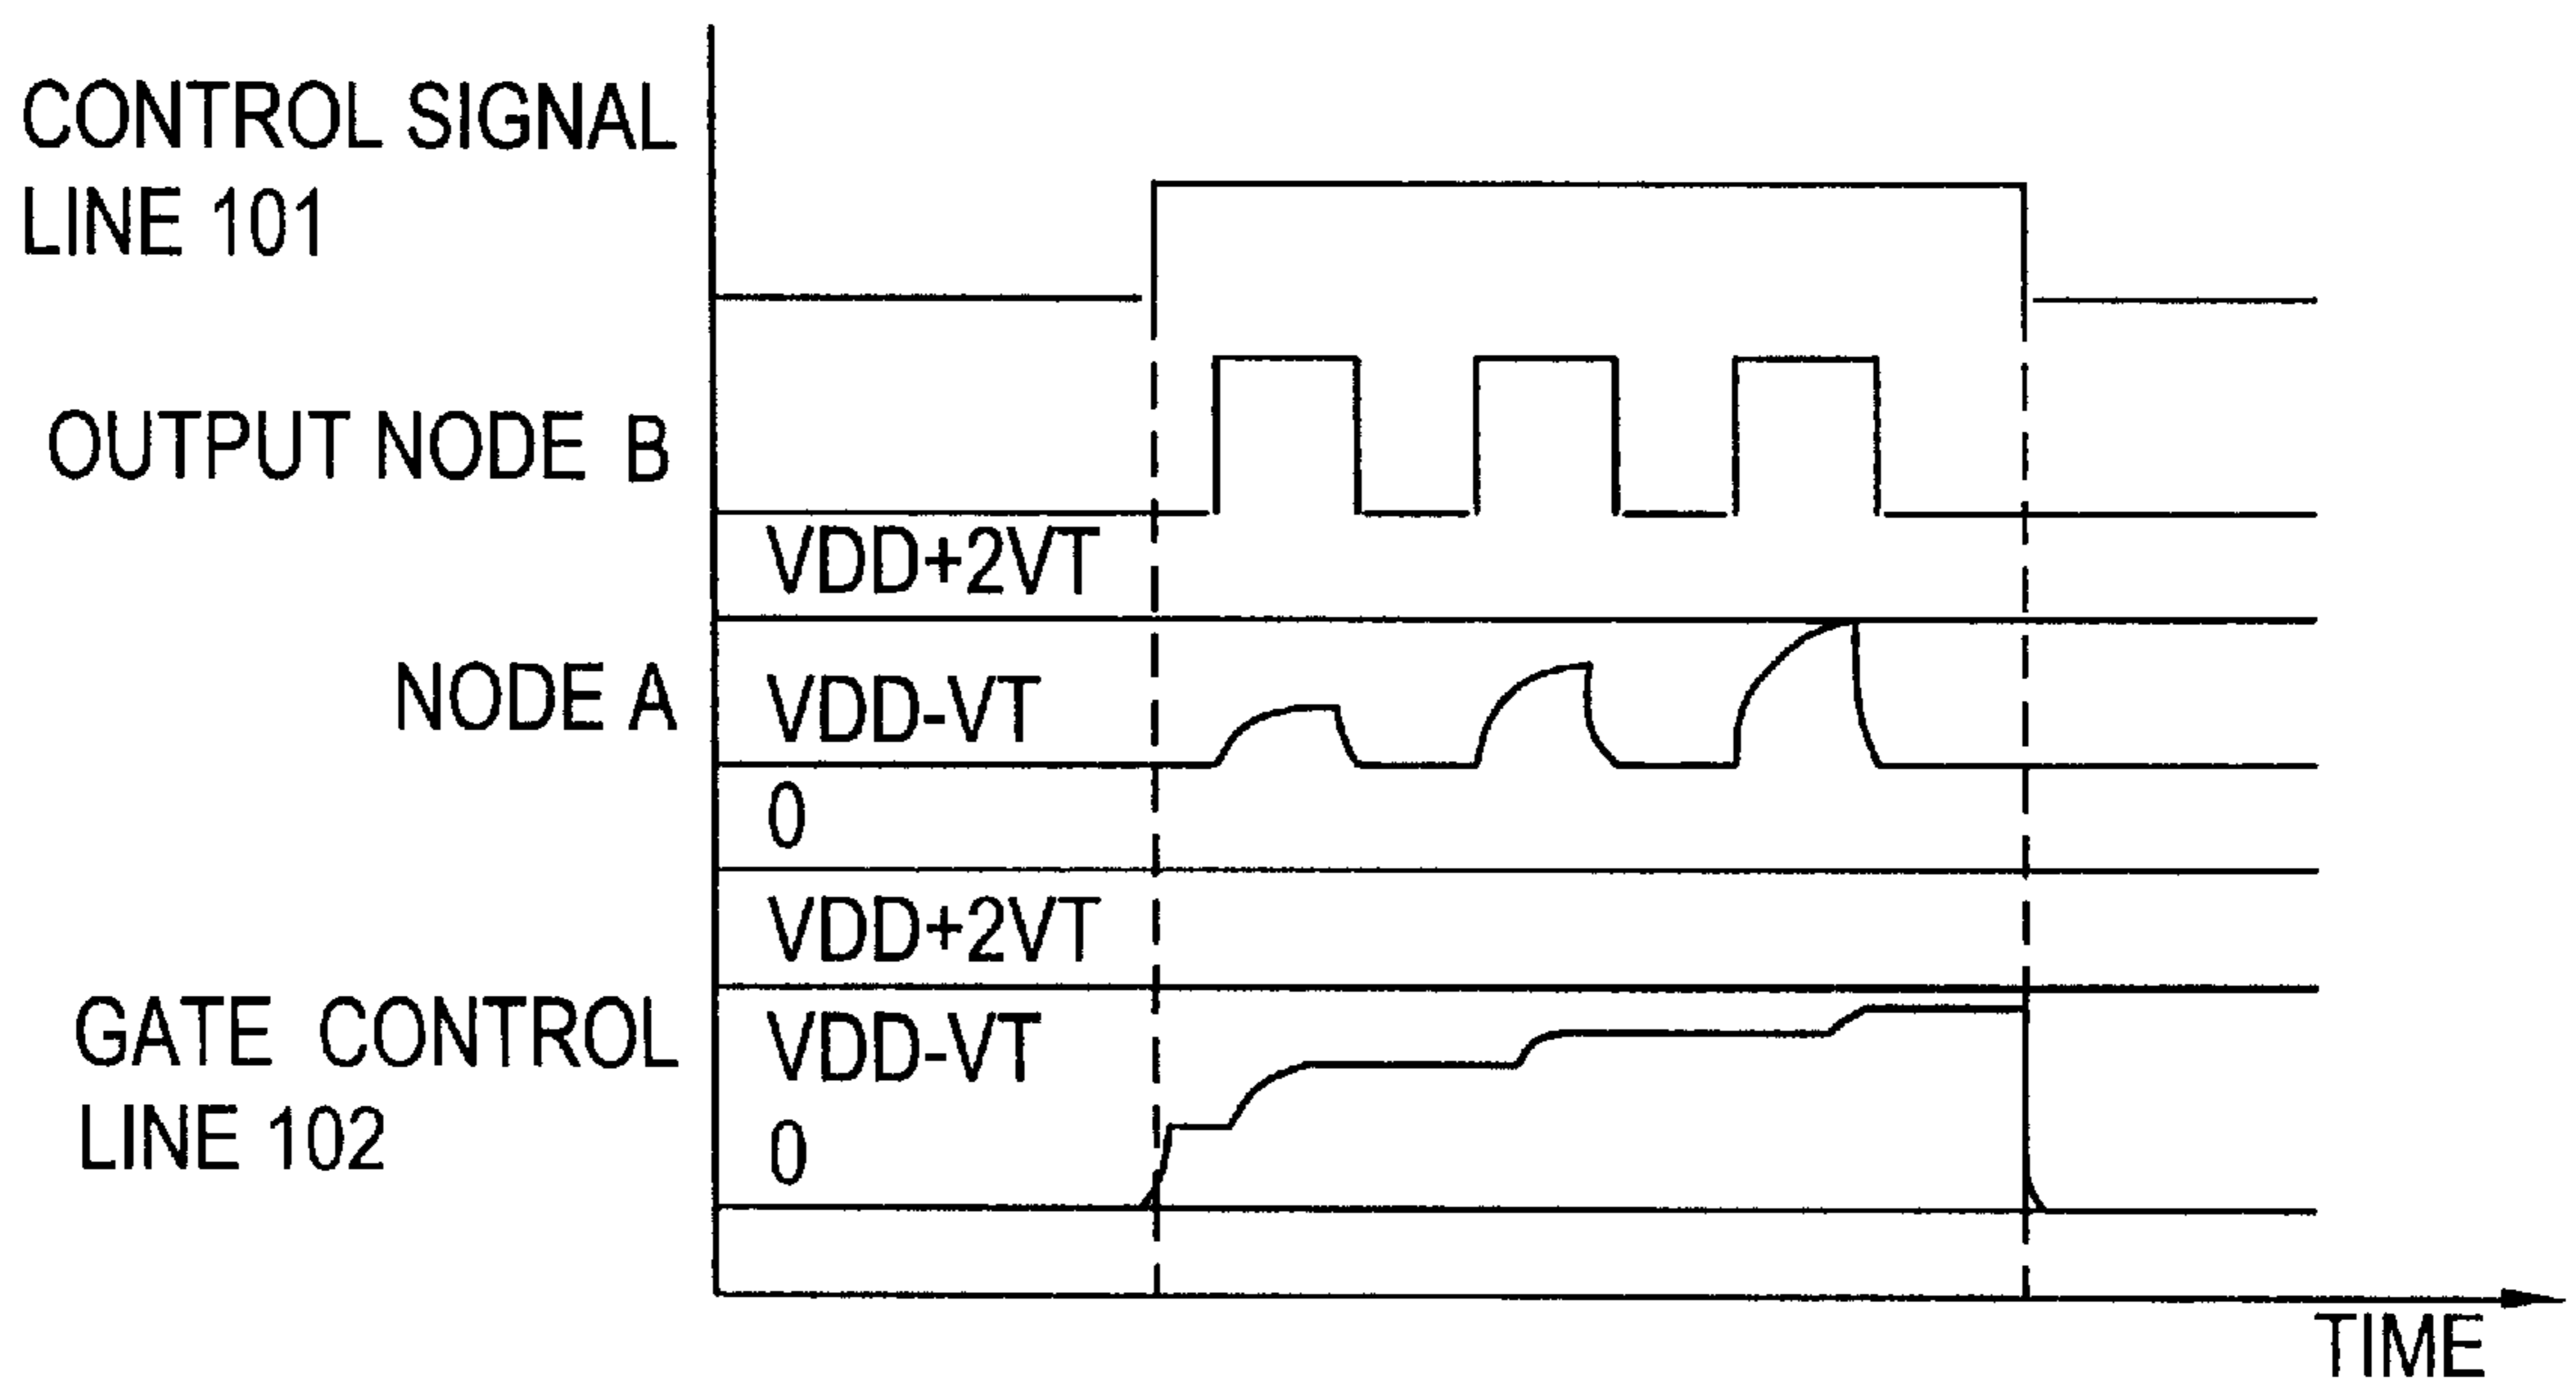 CONTROL SIGNAL
LINE 101
OUTPUT NODE B
VDD+2VT
NODE A
VDD-VT
0
VDD+2VT
GATE CONTROL
LINE 102
VDD-VT
0
TIME